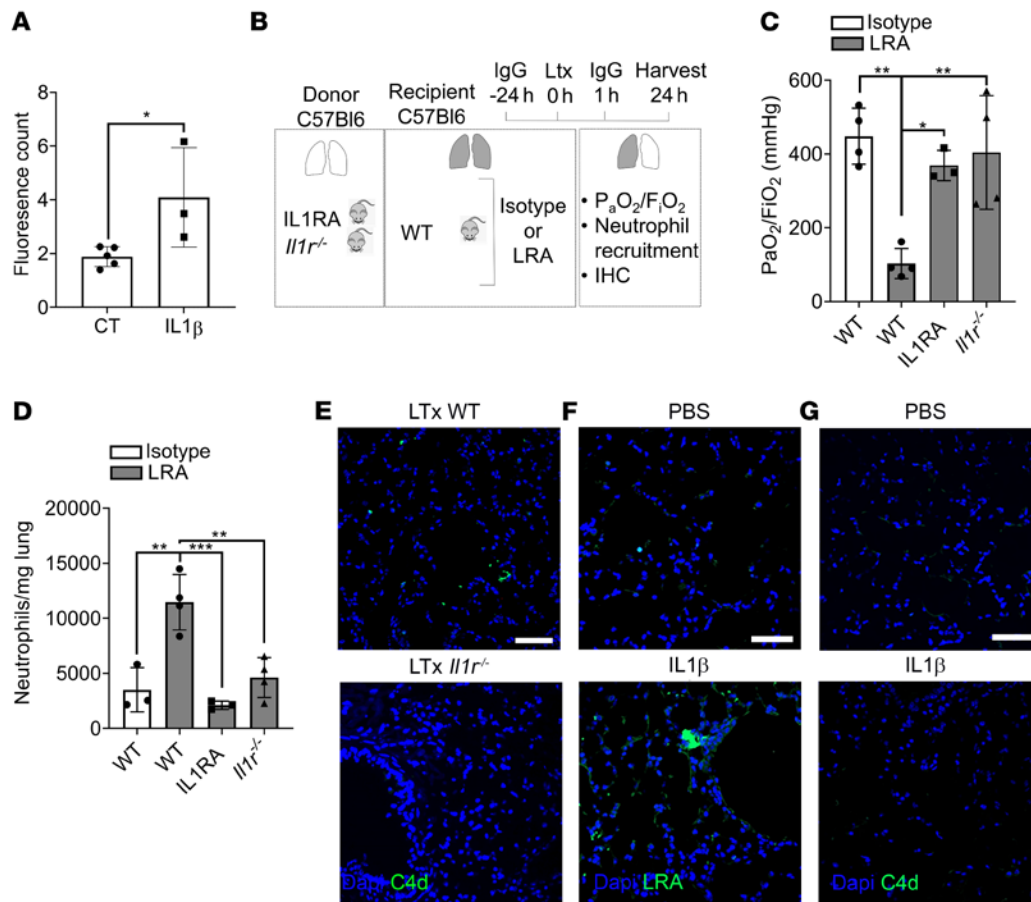 A
Fluoresence count
8
6
4
2
0
*
CT
IL1β
B
Donor
C57Bl6
Recipient
C57Bl6
IgG Ltx IgG Harvest
-24 h 0 h 1 h 24 h
IL1RA
Il1r-/-
WT
Isotype
or
LRA
• PaO2/FiO2
• Neutrophil
recruitment
• IHC
C
Isotype
LRA
PaO2/FiO2 (mmHg)
600
400
200
0
** **
*
WT
WT
IL1RA
Il1r-/-
D
Isotype
LRA
Neutrophils/mg lung
20000
15000
10000
5000
0
**
** ***
WT
WT
IL1RA
Il1r-/-
E
LTx WT
LTx Il1r-/-
Dapi C4d
F
PBS
IL1β
Dapi LRA
G
PBS
IL1β
Dapi C4d